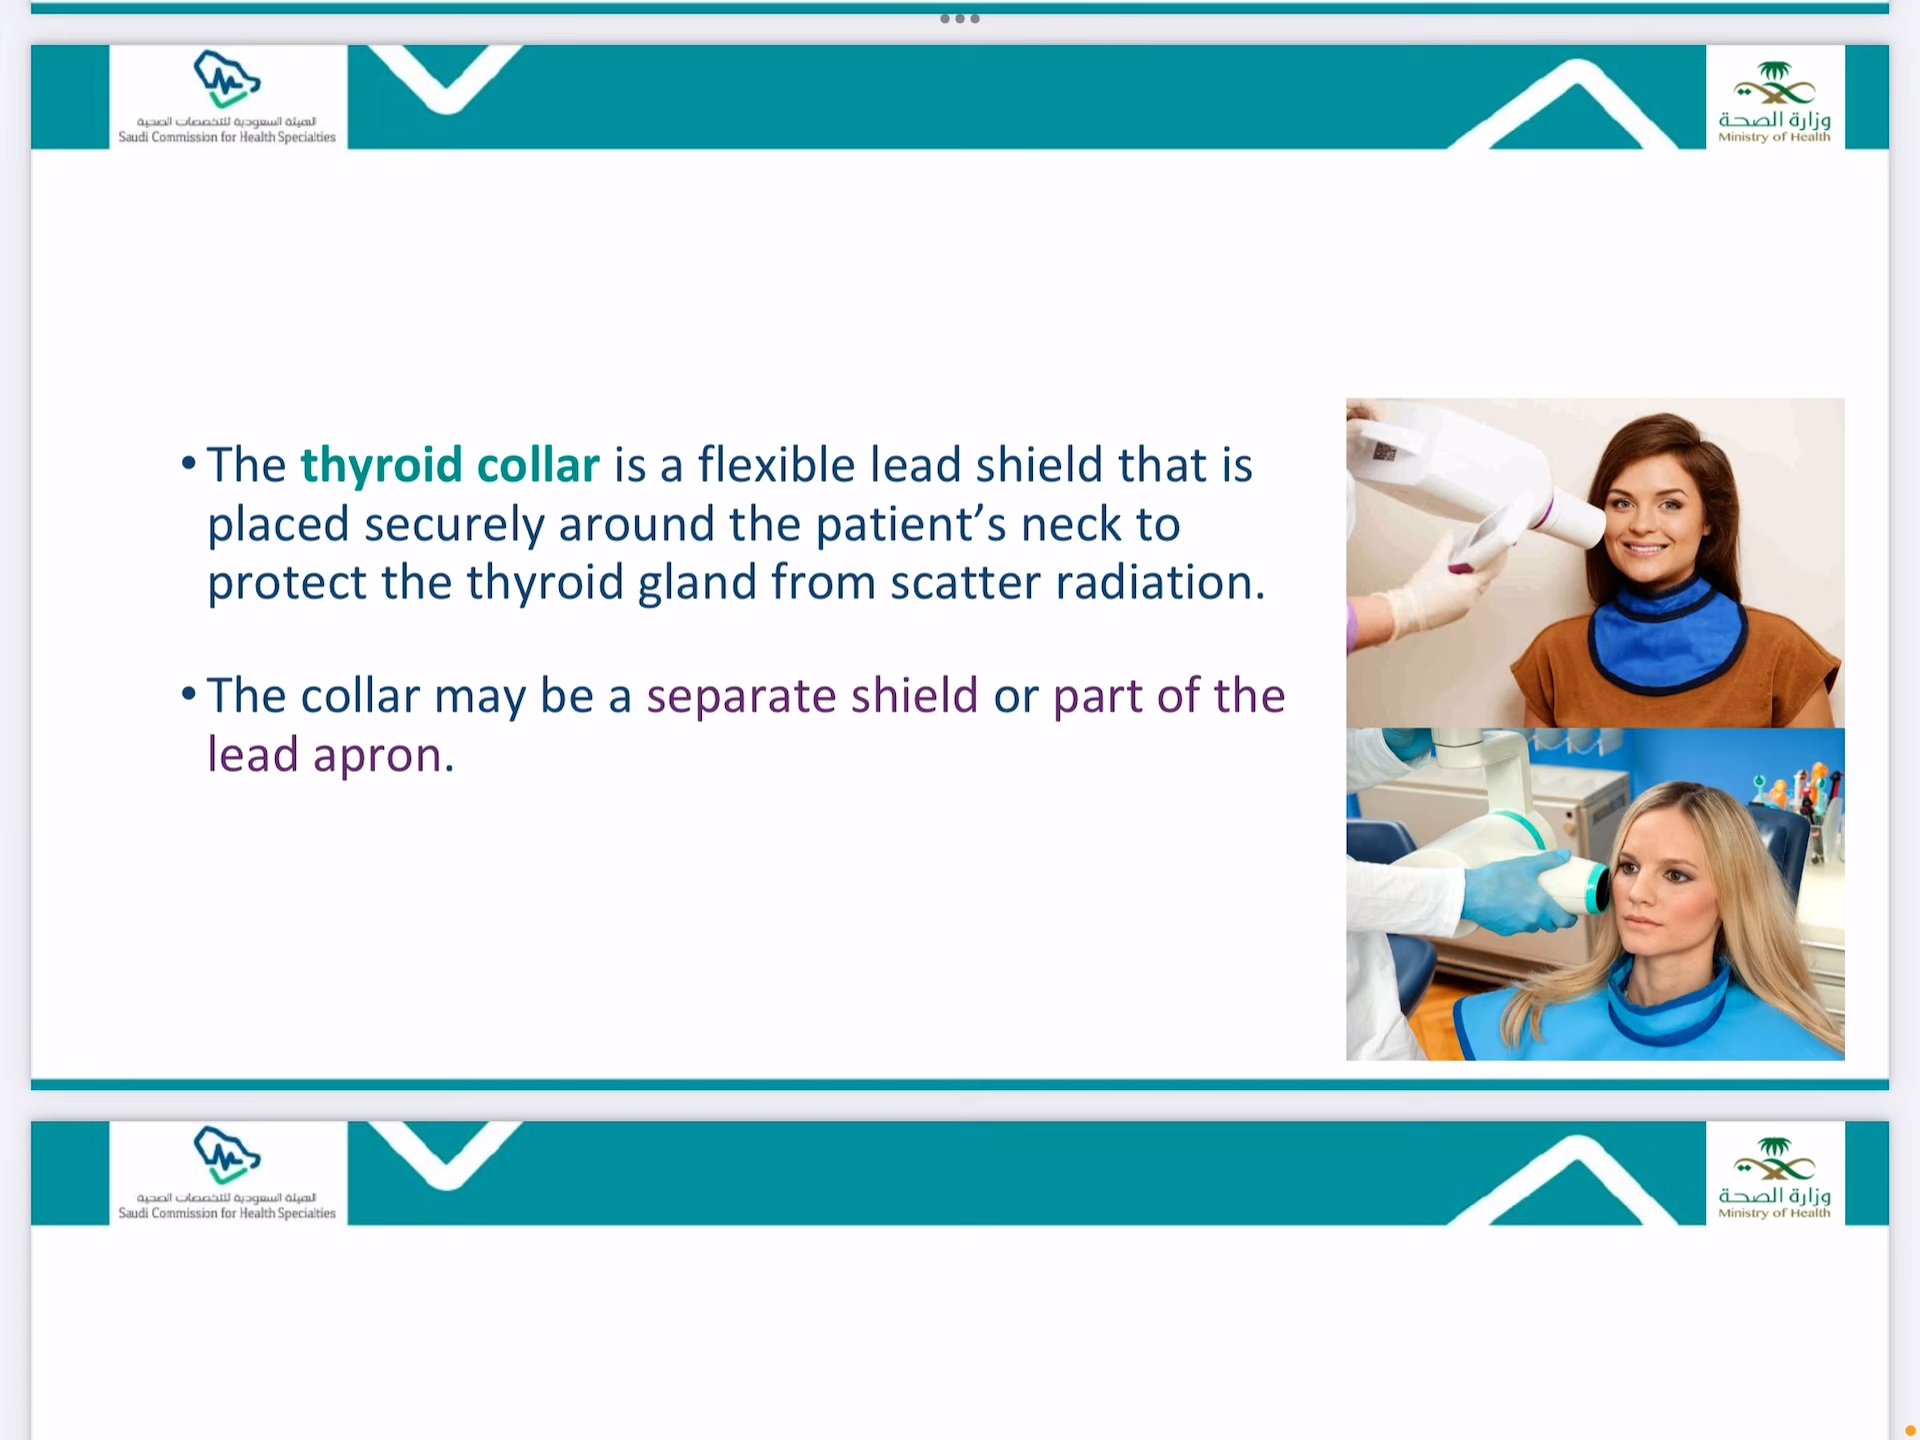 الهيئة السعودية للتخصصات الصحية
Saudi Commission for Health Specialties
وزارة الصحة
Ministry of Health
•The thyroid collar is a flexible lead shield that is
placed securely around the patient’s neck to
protect the thyroid gland from scatter radiation.
•The collar may be a separate shield or part of the
lead apron.
الهيئة السعودية للتخصصات الصحية
Saudi Commission for Health Specialties
وزارة الصحة
Ministry of Health